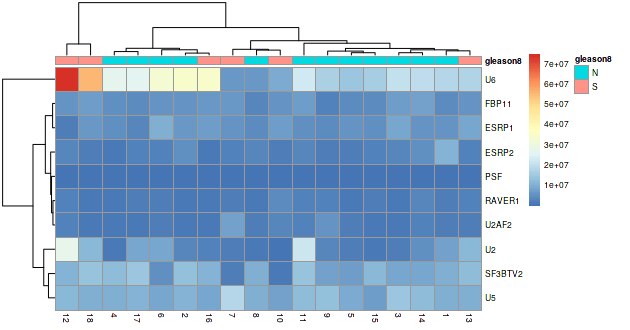 gleason8
U6
FBP11
ESRP1
ESRP2
PSF
RAVER1
U2AF2
U2
SF3BTV2
U5
12 18 4 17 6 2 16 7 8 10 11 9 5 15 3 14 1 13
7e+07
6e+07
5e+07
4e+07
3e+07
2e+07
1e+07
gleason8
N
S